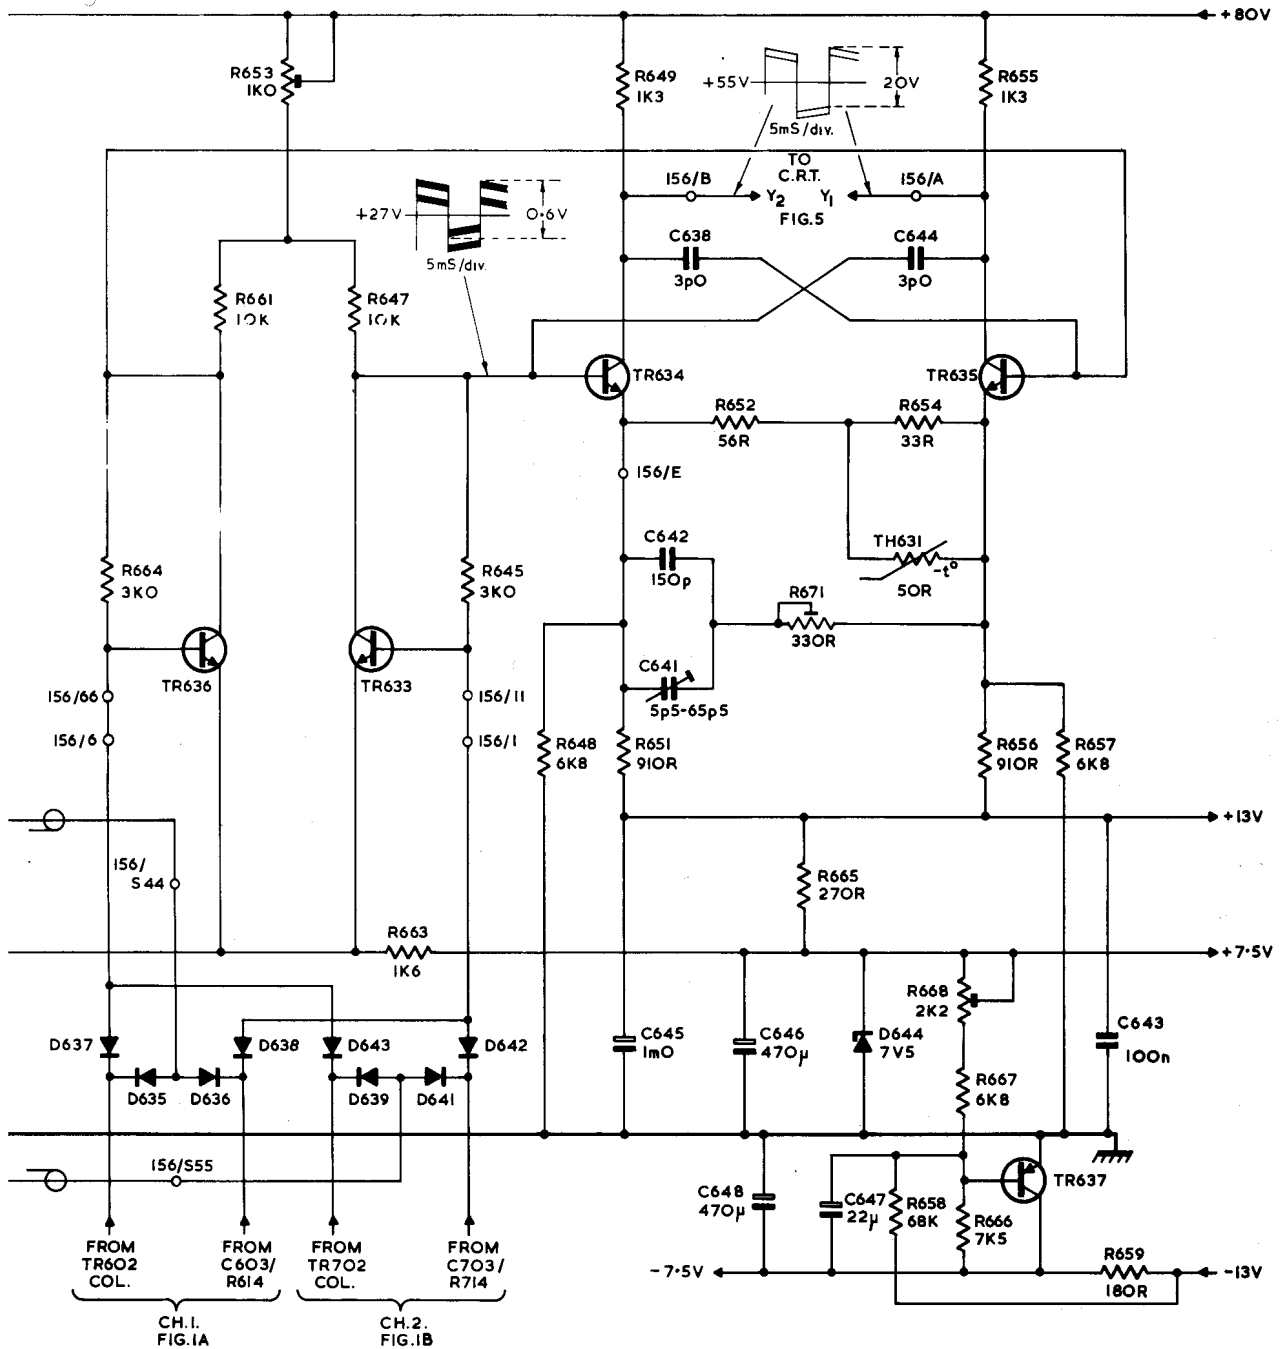 +80V
R653
1KO
R649
1K3
+55V
20V
5mS/div.
R655
1K3
TO
C.R.T.
156/B
Y2
Y1
156/A
FIG.5
+27V
0·6V
5mS/div.
C638
3pO
C644
3pO
R661
10K
R647
10K
TR634
TR635
R652
56R
R654
33R
156/E
C642
150p
TH631
-t°
50R
R664
3KO
R645
3KO
R671
330R
TR636
TR633
C641
5p5-65p5
156/66
156/11
156/6
156/1
R648
6K8
R651
910R
R656
910R
R657
6K8
+13V
156/
S44
R665
270R
R663
1K6
+7·5V
R668
2K2
D637
D638
D643
D642
C645
1mO
C646
470µ
D644
7V5
C643
100n
D635
D636
D639
D641
R667
6K8
156/S55
TR637
C648
470µ
C647
22µ
R658
68K
R666
7K5
FROM
TR602
COL.
FROM
C603/
R614
FROM
TR702
COL.
FROM
C703/
R714
-7·5V
R659
180R
-13V
CH.1.
FIG.1A
CH.2.
FIG.1B